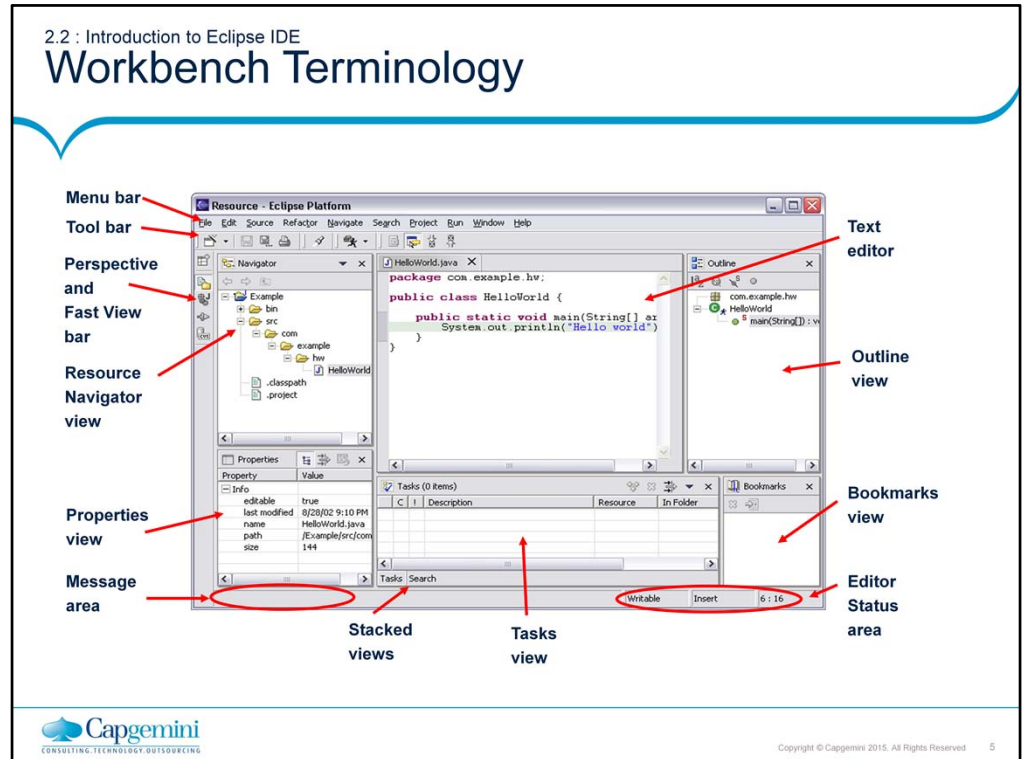 2.2 : Introduction to Eclipse IDE
Workbench Terminology
Menu bar
Tool bar
Perspective
and
Fast View
bar
Resource
Navigator
view
Properties
view
Message
area
Resource - Eclipse Platform
File Edit Source Refactor Navigate Search Project Run Window Help
Navigator
Example
bin
src
com
example
hw
HelloWorld
.classpath
.project
HelloWorld.java
package com.example.hw;
public class HelloWorld {
public static void main(String[] ar
System.out.println("Hello world")
}
}
Outline
com.example.hw
HelloWorld
main(String[]) : v
Properties
Property Value
Info
editable true
last modified 8/28/02 9:10 PM
name HelloWorld.java
path /Example/src/com
size 144
Tasks (0 items)
C ! Description Resource In Folder
Tasks Search
Bookmarks
Writable Insert 6 : 16
Text
editor
Outline
view
Bookmarks
view
Editor
Status
area
Stacked
views
Tasks
view
Capgemini
CONSULTING.TECHNOLOGY.OUTSOURCING
Copyright © Capgemini 2015. All Rights Reserved 5